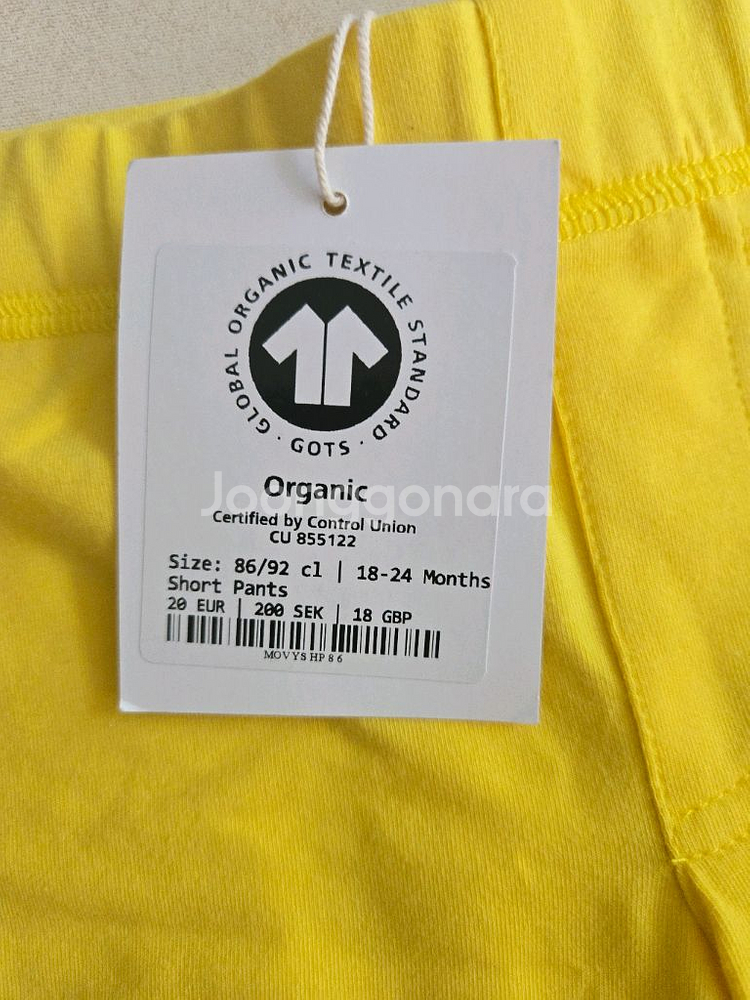 GLOBAL ORGANIC TEXTILE STANDARD · GOTS ·
Organic
Joonggonara
Certified by Control Union
CU 855122
Size: 86/92 cl | 18-24 Months
Short Pants
20 EUR | 200 SEK | 18 GBP
MOVYSHP86